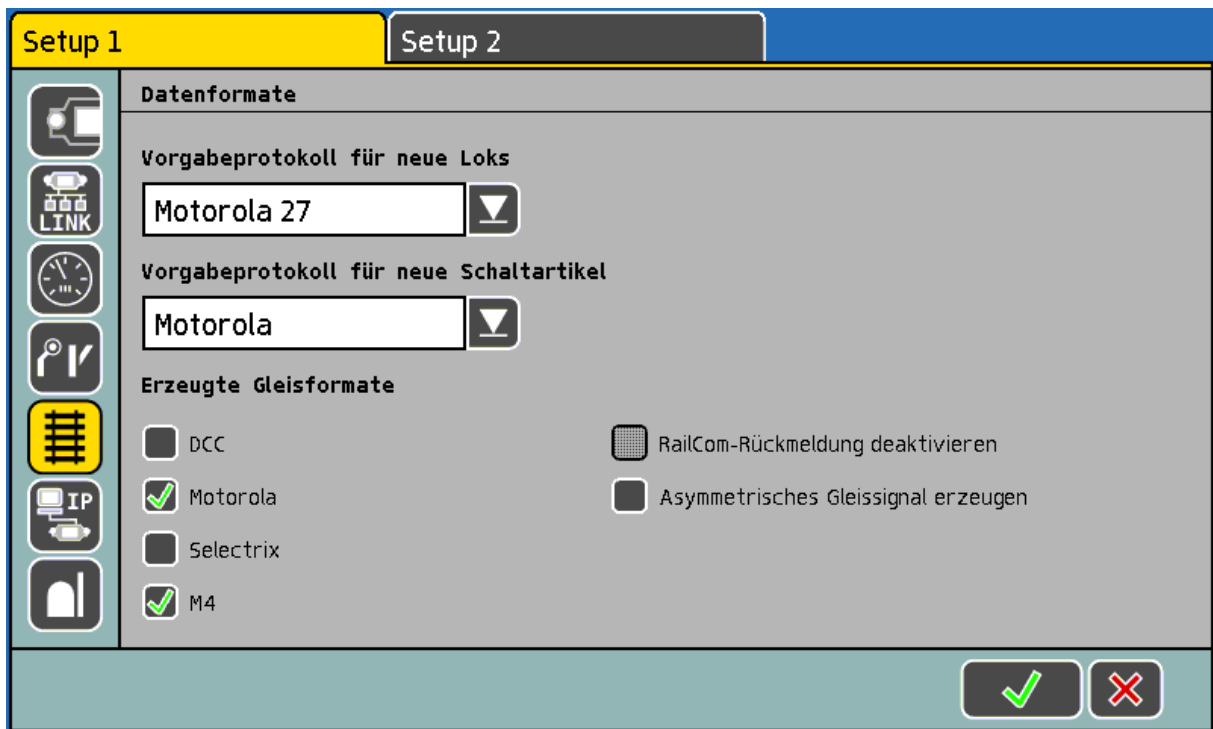 Setup 1
Setup 2
Datenformate
Vorgabeprotokoll für neue Loks
Motorola 27
LINK
Vorgabeprotokoll für neue Schaltartikel
Motorola
Erzeugte Gleisformate
DCC
RailCom-Rückmeldung deaktivieren
Motorola
Asymmetrisches Gleissignal erzeugen
IP
Selectrix
M4